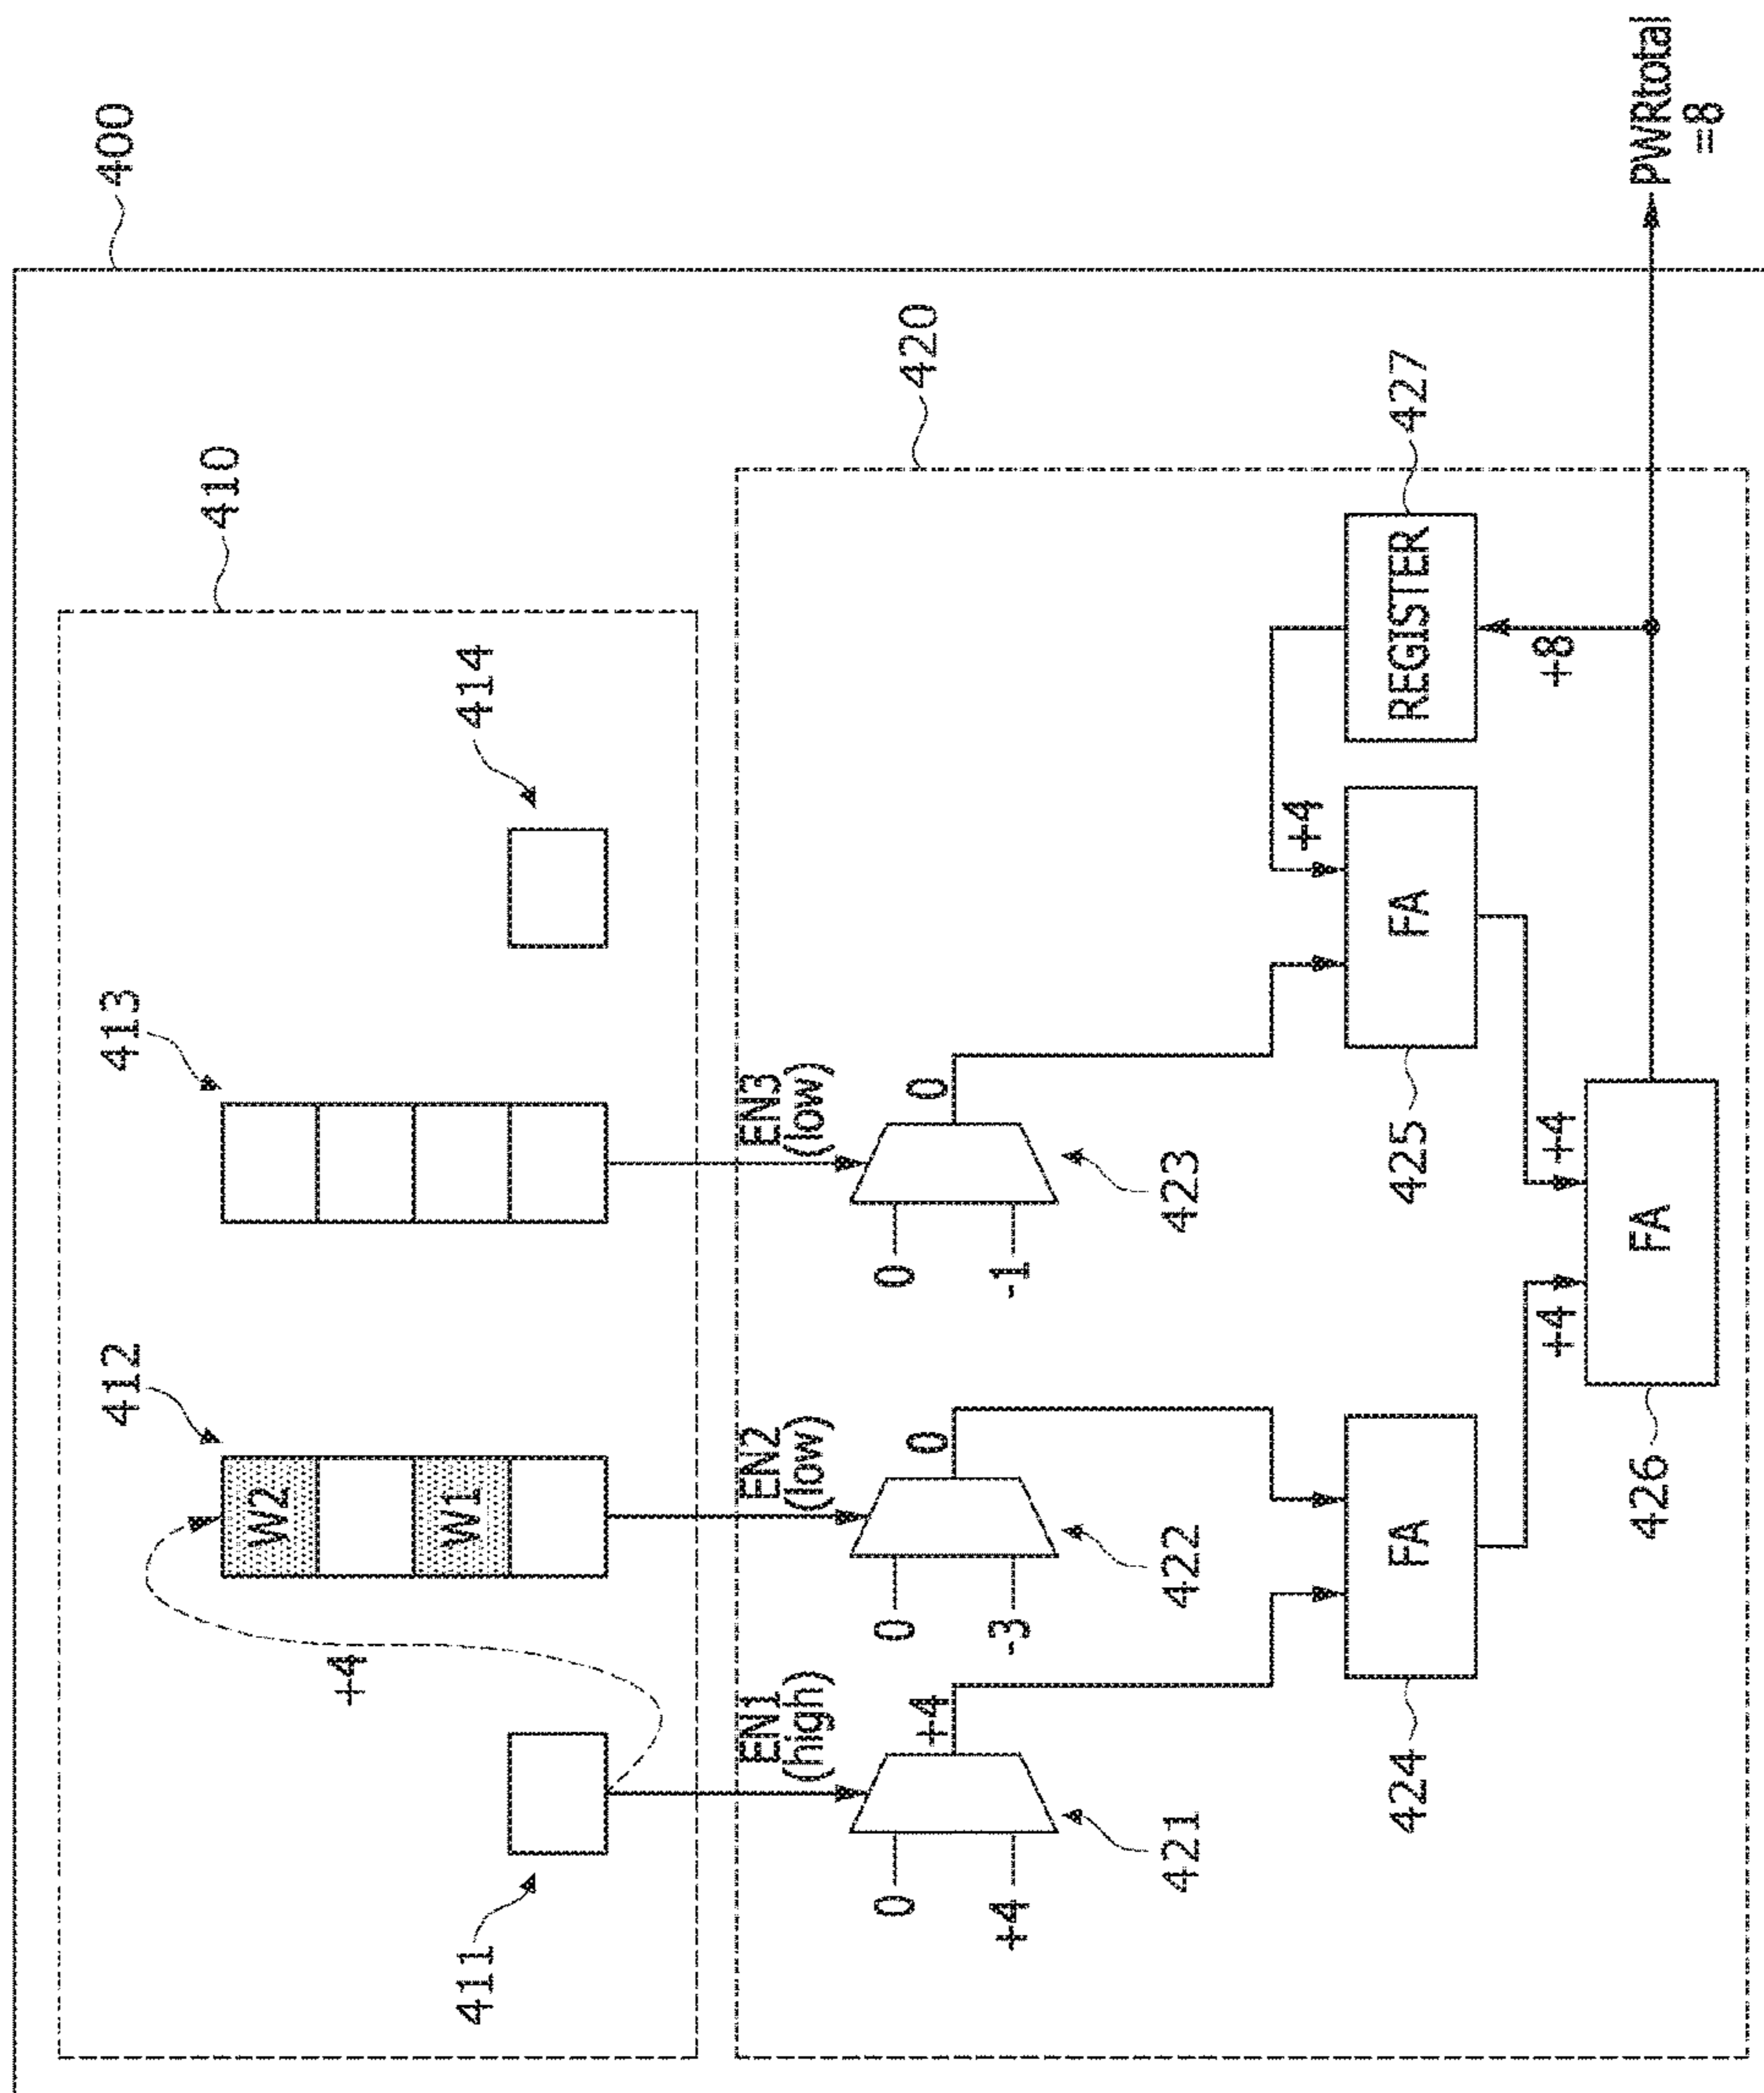 400
410
411
412
413
414
+4
W2
W1
EN1
(high)
EN2
(low)
EN3
(low)
420
0
+4
+4
421
0
-3
0
422
0
-1
0
423
+4
FA
424
FA
425
REGISTER
427
+4
+4
+8
FA
426
PWRtotal
=8